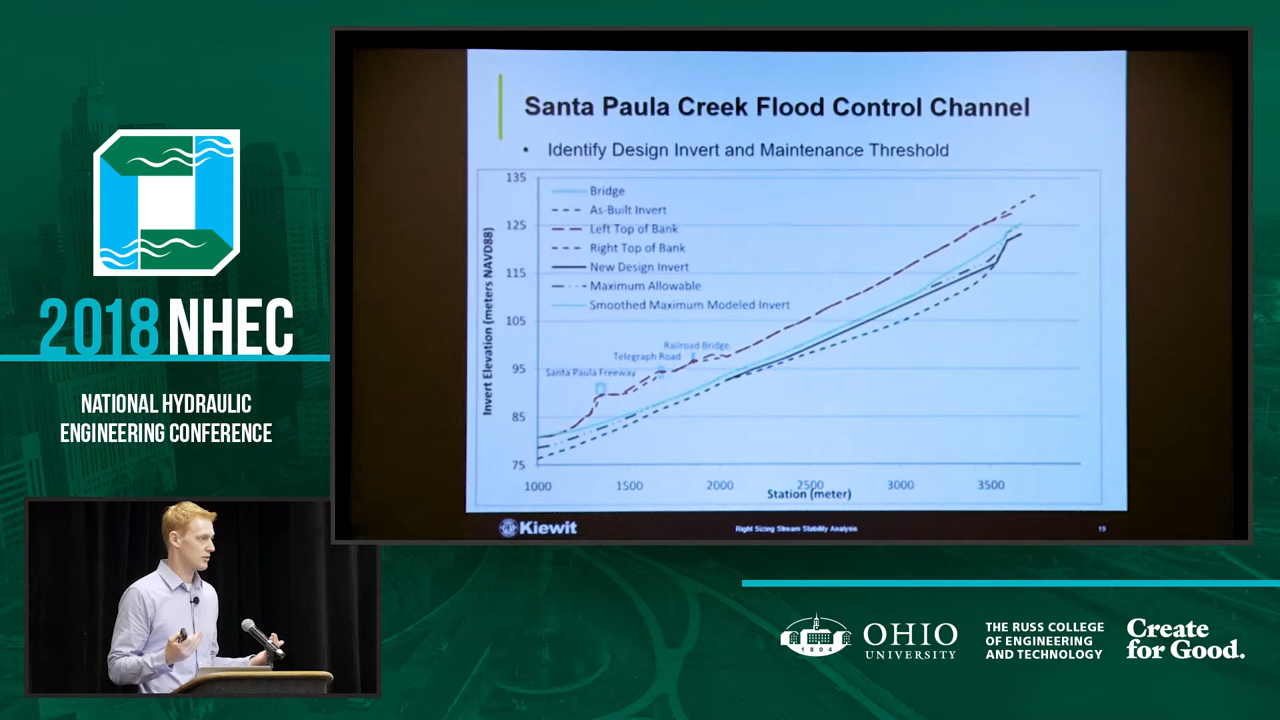 Santa Paula Creek Flood Control Channel
• Identify Design Invert and Maintenance Threshold
135
125
115
105
95
85
75
Invert Elevation (meters NAVD88)
Bridge
As-Built Invert
Left Top of Bank
Right Top of Bank
New Design Invert
Maximum Allowable
Smoothed Maximum Modeled Invert
Railroad Bridge
Telegraph Road
Santa Paula Freeway
1000 1500 2000 2500 3000 3500
Station (meter)
Kiewit
Right Sizing Stream Stability Analysis
19
2018 NHEC
NATIONAL HYDRAULIC
ENGINEERING CONFERENCE
1804
OHIO
UNIVERSITY
THE RUSS COLLEGE
OF ENGINEERING
AND TECHNOLOGY
Create
for Good.